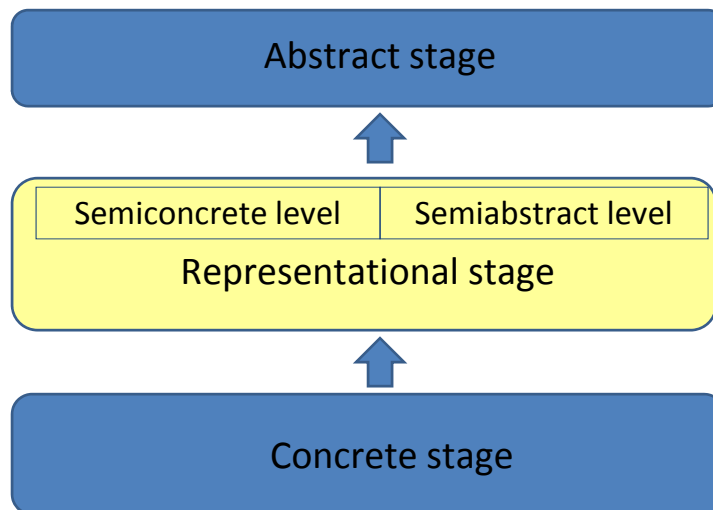 Abstract stage
Semiconcrete level
Semiabstract level
Representational stage
Concrete stage